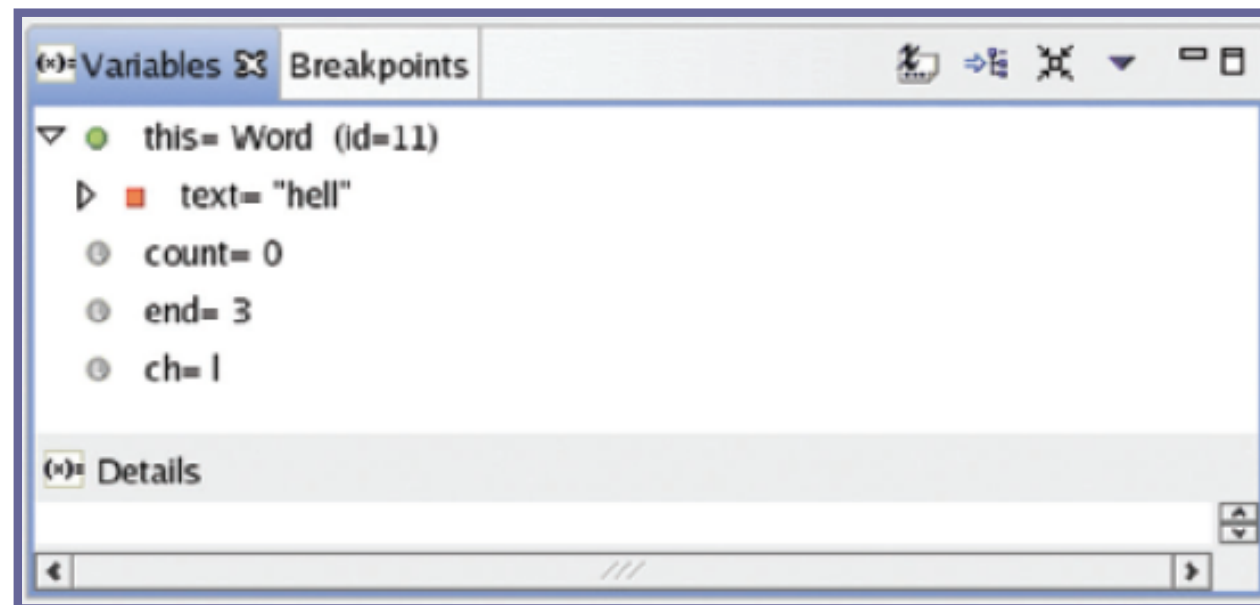 (x)= Variables Breakpoints
this= Word (id=11)
text= "hell"
count= 0
end= 3
ch= l
(x)= Details